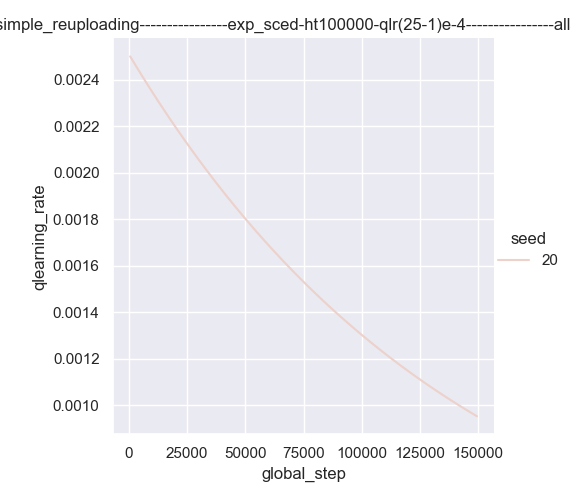 simple_reuploading----------------exp_sced-ht100000-qlr(25-1)e-4----------------all
0.0024
0.0022
0.0020
0.0018
0.0016
0.0014
0.0012
0.0010
qlearning_rate
0 25000 50000 75000 100000 125000 150000
global_step
seed
20